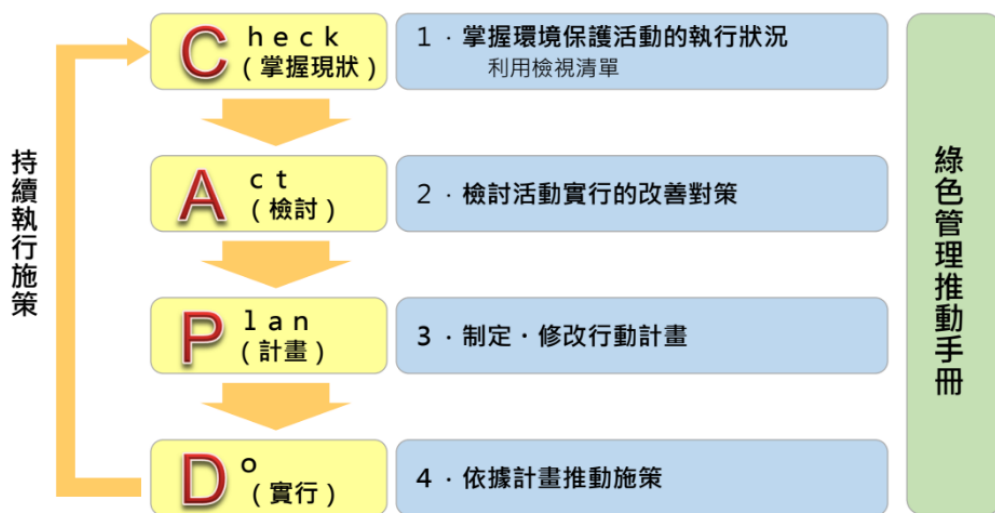 Check
(掌握現狀)
1．掌握環境保護活動的執行狀況
利用檢視清單
Act
(檢討)
2．檢討活動實行的改善對策
Plan
(計畫)
3．制定．修改行動計畫
Do
(實行)
4．依據計畫推動施策
持續執行施策
綠色管理推動手冊